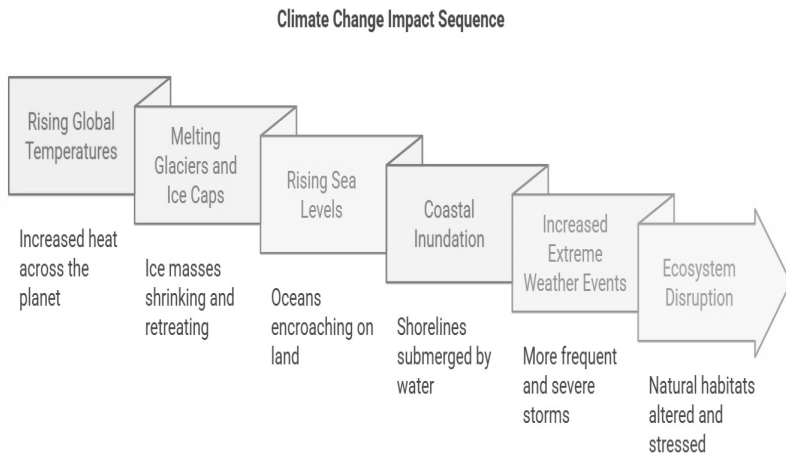 Climate Change Impact Sequence
Rising Global
Temperatures
Increased heat
across the
planet
Melting
Glaciers and
Ice Caps
Ice masses
shrinking and
retreating
Rising Sea
Levels
Oceans
encroaching on
land
Coastal
Inundation
Shorelines
submerged by
water
Increased
Extreme
Weather Events
More frequent
and severe
storms
Ecosystem
Disruption
Natural habitats
altered and
stressed